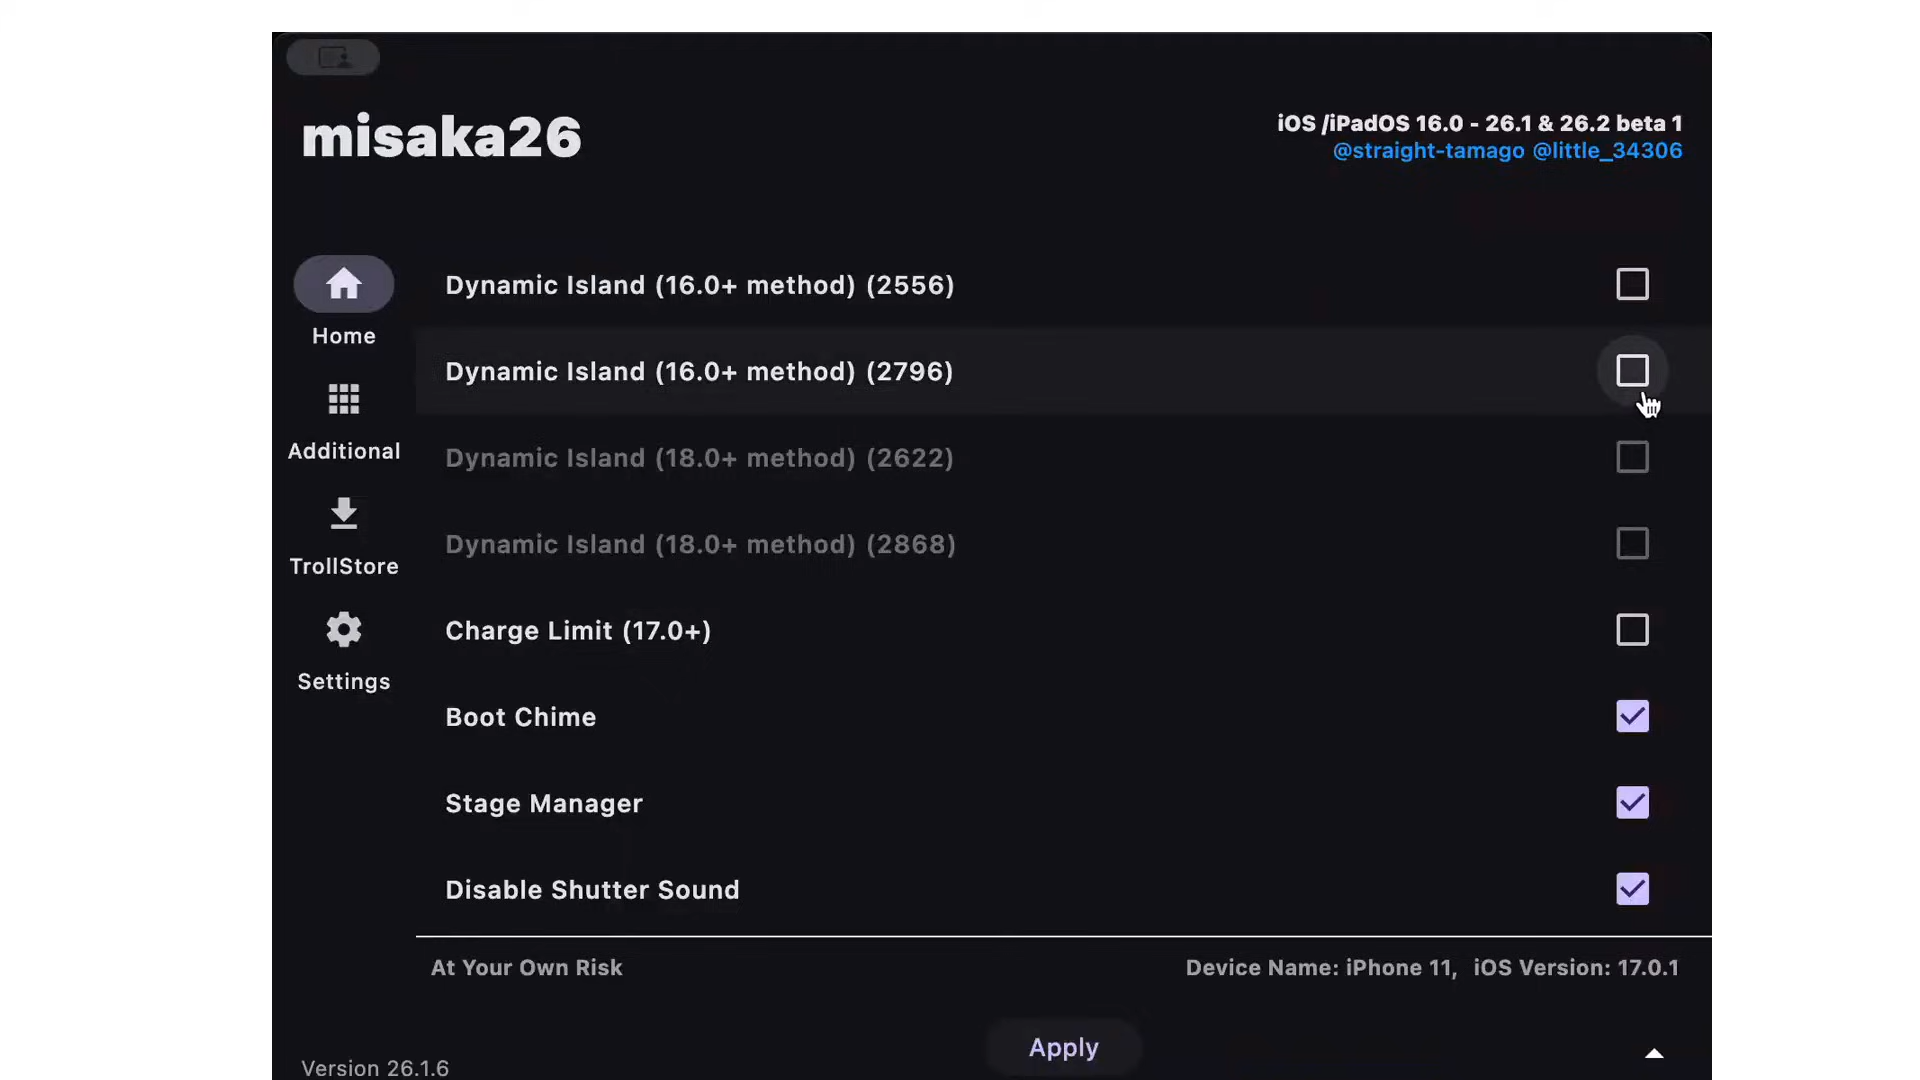 misaka26
iOS /iPadOS 16.0 - 26.1 & 26.2 beta 1
@straight-tamago @little_34306
Home
Additional
TrollStore
Settings
Dynamic Island (16.0+ method) (2556)
Dynamic Island (16.0+ method) (2796)
Dynamic Island (18.0+ method) (2622)
Dynamic Island (18.0+ method) (2868)
Charge Limit (17.0+)
Boot Chime
Stage Manager
Disable Shutter Sound
At Your Own Risk
Device Name: iPhone 11, iOS Version: 17.0.1
Apply
Version 26.1.6